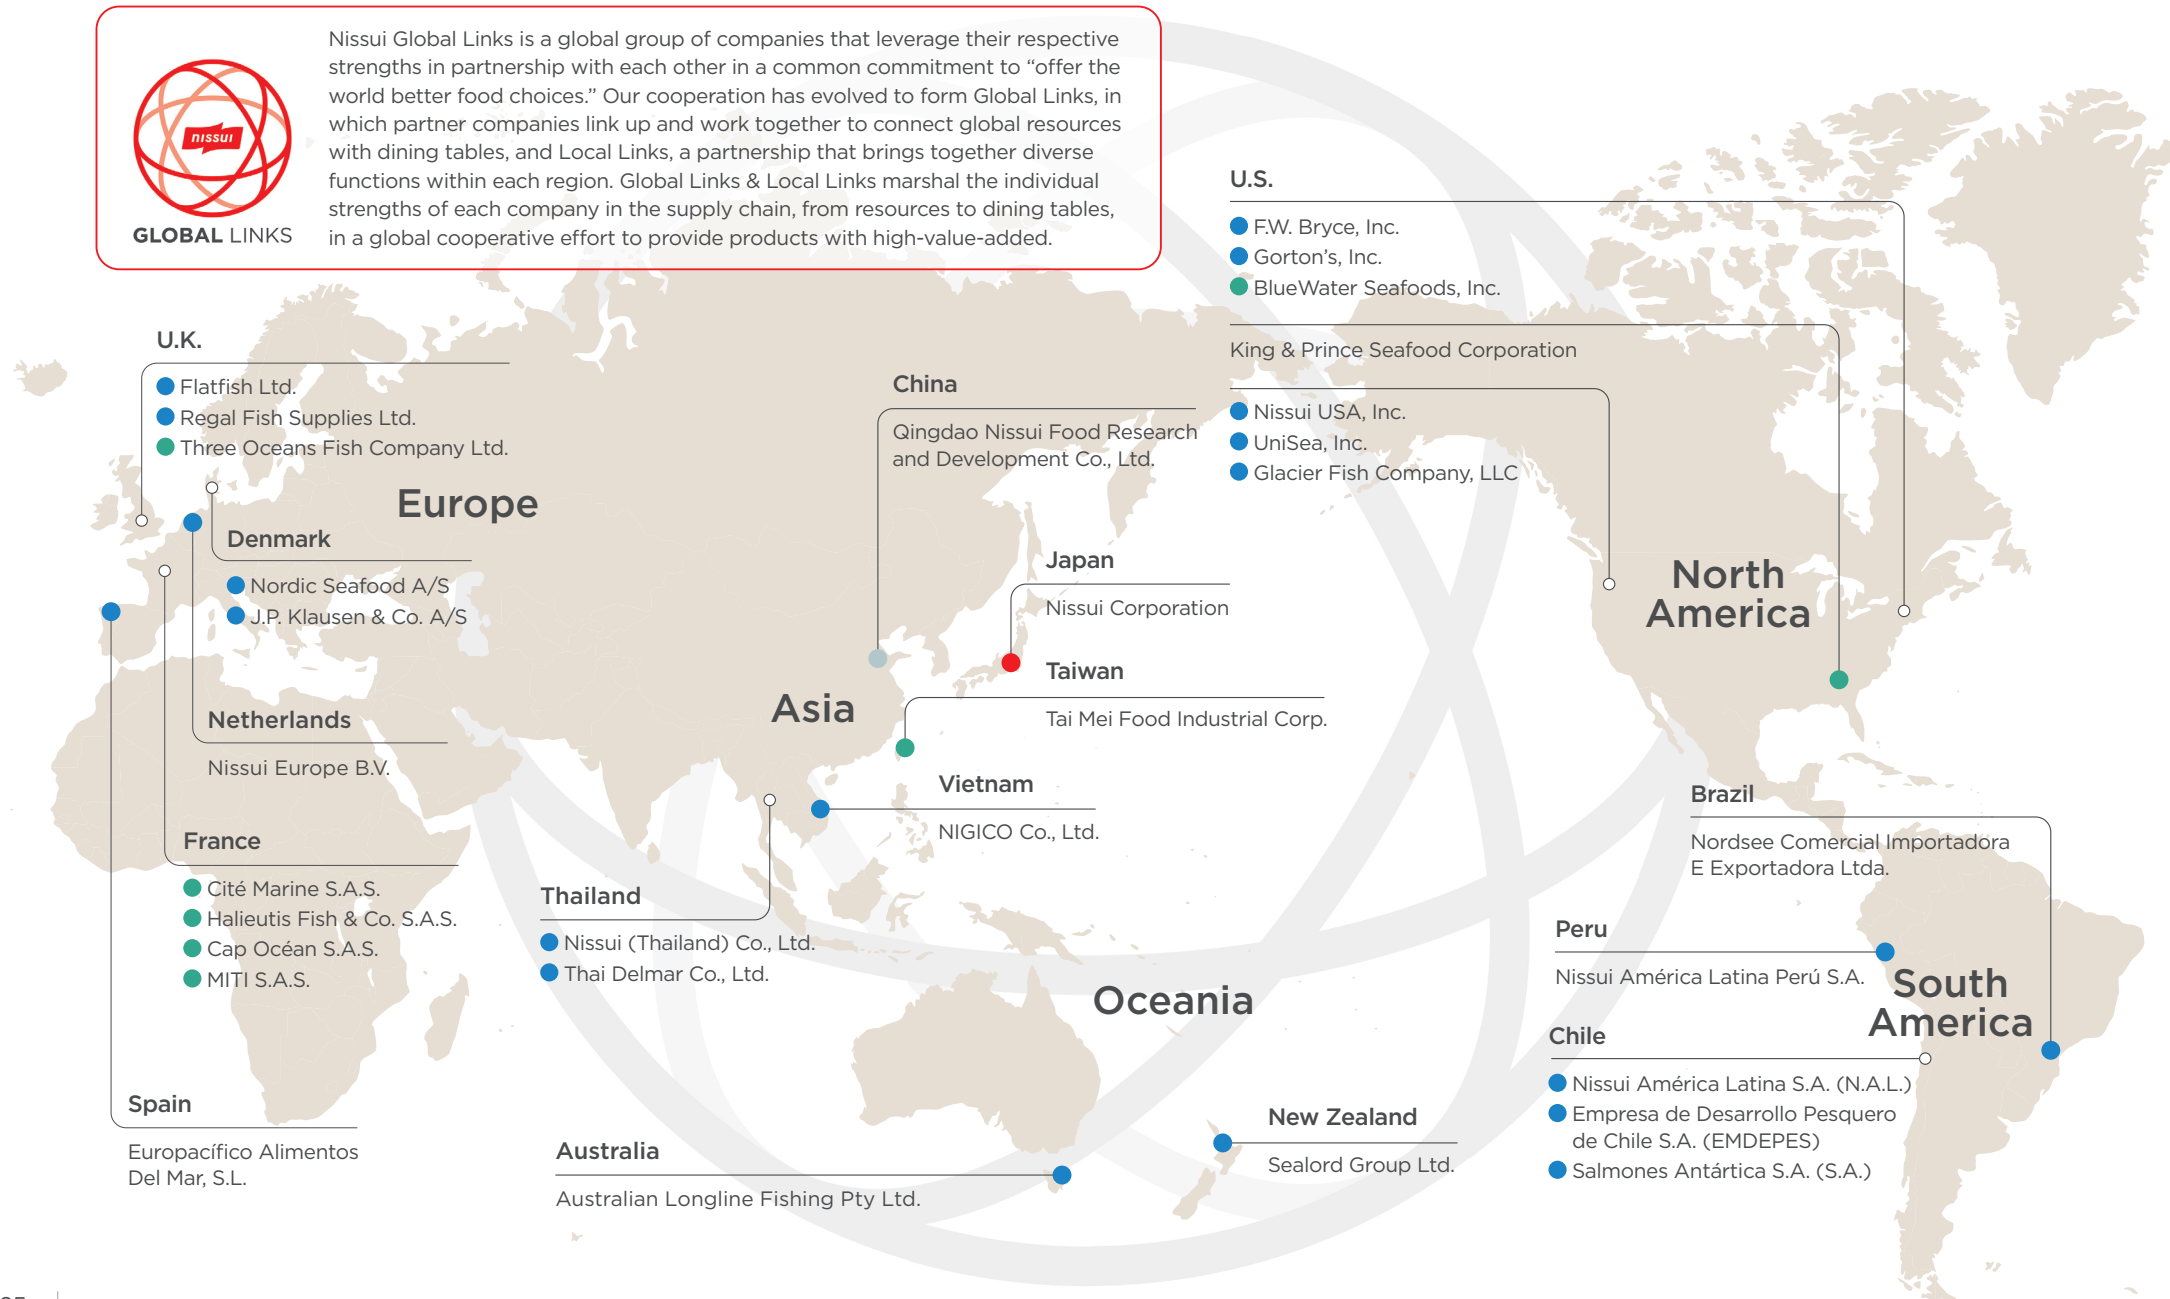 Nissui Global Links is a global group of companies that leverage their respective
strengths in partnership with each other in a common commitment to “offer the
world better food choices.” Our cooperation has evolved to form Global Links, in
which partner companies link up and work together to connect global resources
with dining tables, and Local Links, a partnership that brings together diverse
functions within each region. Global Links & Local Links marshal the individual
strengths of each company in the supply chain, from resources to dining tables,
in a global cooperative effort to provide products with high-value-added.
nissui
GLOBAL LINKS
U.K.
Flatfish Ltd.
Regal Fish Supplies Ltd.
Three Oceans Fish Company Ltd.
Europe
Denmark
Nordic Seafood A/S
J.P. Klausen & Co. A/S
Netherlands
Nissui Europe B.V.
France
Cité Marine S.A.S.
Halieutis Fish & Co. S.A.S.
Cap Océan S.A.S.
MITI S.A.S.
Spain
Europacífico Alimentos
Del Mar, S.L.
China
Qingdao Nissui Food Research
and Development Co., Ltd.
Japan
Nissui Corporation
Asia
Taiwan
Tai Mei Food Industrial Corp.
Vietnam
NIGICO Co., Ltd.
Thailand
Nissui (Thailand) Co., Ltd.
Thai Delmar Co., Ltd.
Oceania
Australia
Australian Longline Fishing Pty Ltd.
New Zealand
Sealord Group Ltd.
U.S.
F.W. Bryce, Inc.
Gorton’s, Inc.
BlueWater Seafoods, Inc.
King & Prince Seafood Corporation
Nissui USA, Inc.
UniSea, Inc.
Glacier Fish Company, LLC
North
America
Brazil
Nordsee Comercial Importadora
E Exportadora Ltda.
Peru
Nissui América Latina Perú S.A.
South
America
Chile
Nissui América Latina S.A. (N.A.L.)
Empresa de Desarrollo Pesquero
de Chile S.A. (EMDEPES)
Salmones Antártica S.A. (S.A.)